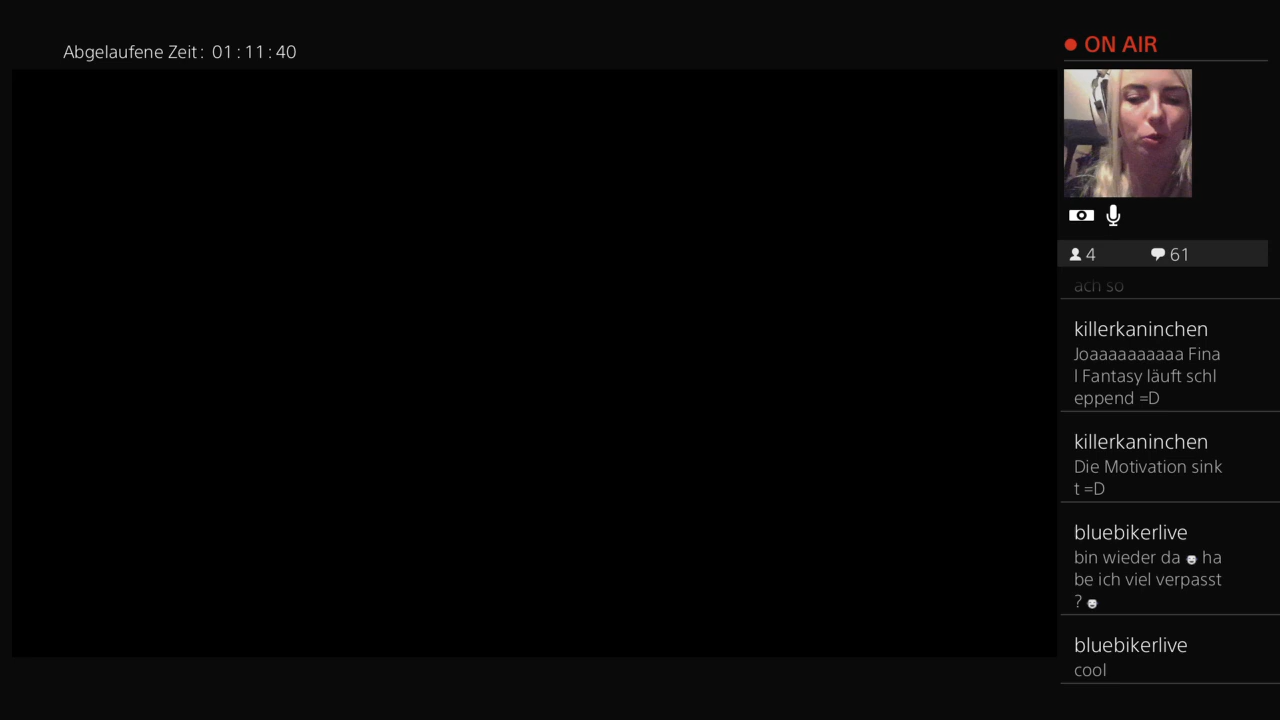 Abgelaufene Zeit: 01:11:40
ON AIR
4 61
ach so
killerkaninchen
Joaaaaaaaaaa Fina
l Fantasy läuft schl
eppend =D
killerkaninchen
Die Motivation sink
t =D
bluebikerlive
bin wieder da ha
be ich viel verpasst
?
bluebikerlive
cool